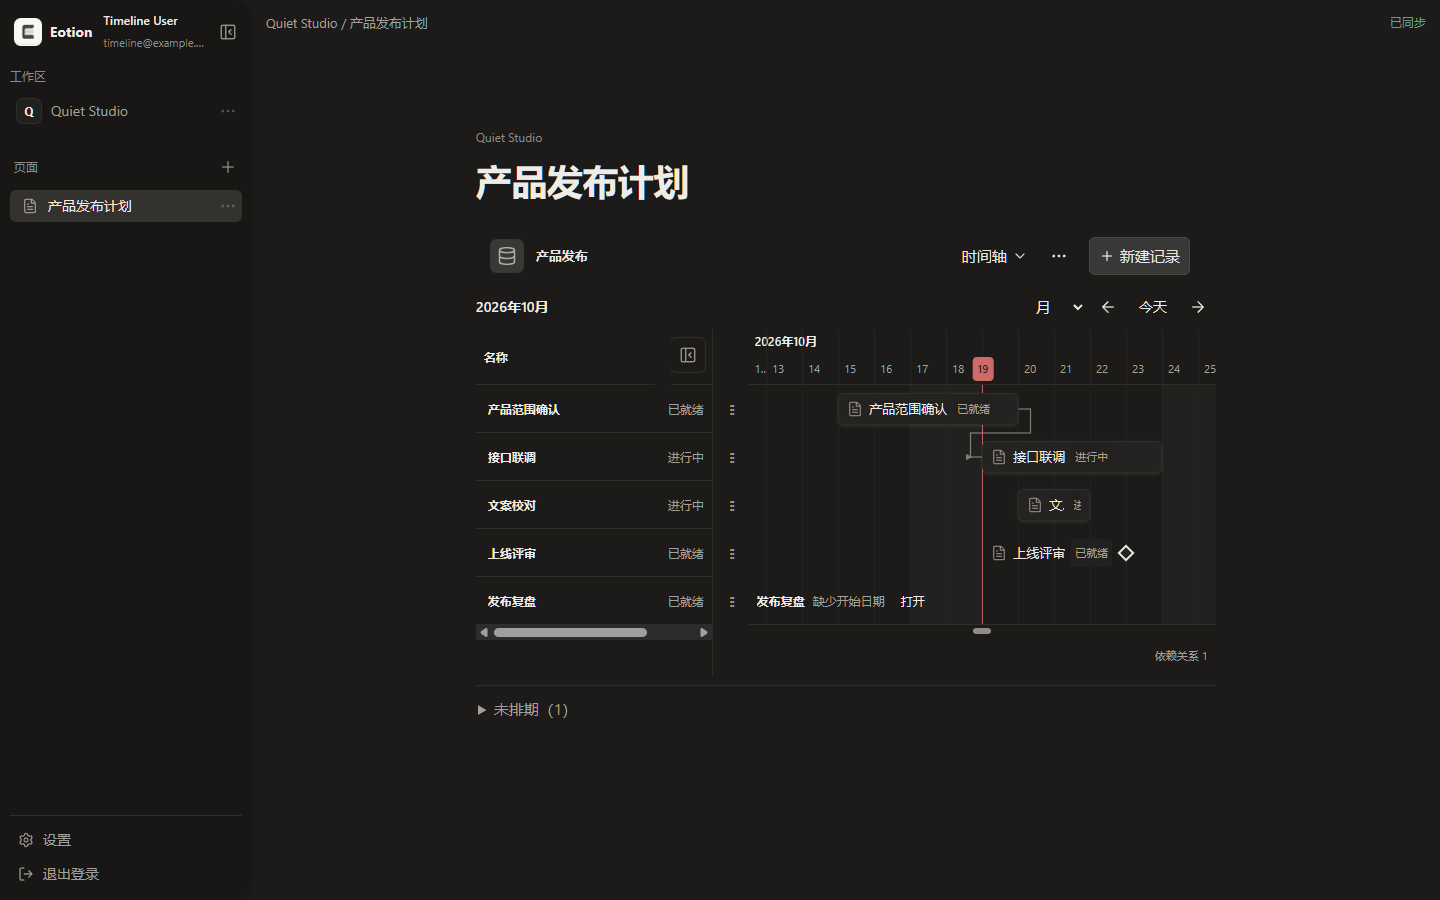 Eotion
Timeline User
timeline@example....
工作区
Q Quiet Studio
页面
产品发布计划
设置
退出登录
Quiet Studio / 产品发布计划
已同步
Quiet Studio
产品发布计划
产品发布
时间轴
新建记录
2026年10月
月
今天
名称
2026年10月
1.. 13 14 15 16 17 18 19 20 21 22 23 24 25
产品范围确认 已就绪
产品范围确认 已就绪
接口联调 进行中
接口联调 进行中
文案校对 进行中
文.
上线评审 已就绪
上线评审 已就绪
发布复盘 已就绪
发布复盘 缺少开始日期 打开
依赖关系 1
未排期 (1)